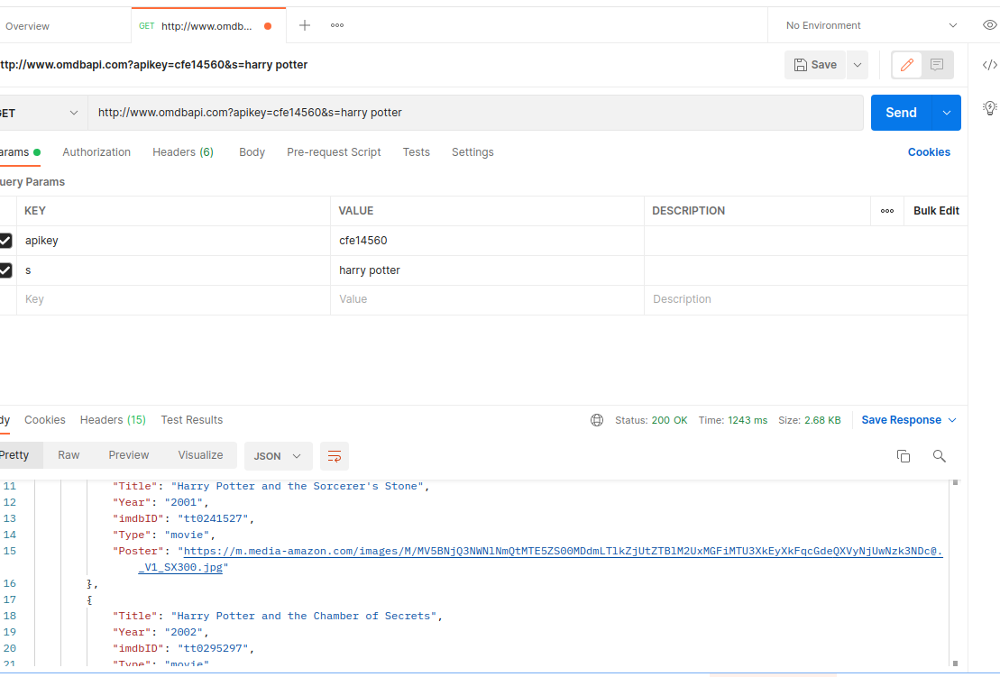 Overview
GET http://www.omdb...
No Environment
ttp://www.omdbapi.com?apikey=cfe14560&s=harry potter
Save
ET
http://www.omdbapi.com?apikey=cfe14560&s=harry potter
Send
arams
Authorization
Headers (6)
Body
Pre-request Script
Tests
Settings
Cookies
uery Params
KEY
VALUE
DESCRIPTION
Bulk Edit
apikey
cfe14560
s
harry potter
Key
Value
Description
dy
Cookies
Headers (15)
Test Results
Status: 200 OK
Time: 1243 ms
Size: 2.68 KB
Save Response
Pretty
Raw
Preview
Visualize
JSON
11 "Title": "Harry Potter and the Sorcerer's Stone",
12 "Year": "2001",
13 "imdbID": "tt0241527",
14 "Type": "movie",
15 "Poster": "https://m.media-amazon.com/images/M/MV5BNjQ3NWNlNmQtMTE5ZS00MDdmLTlkZjUtZTBlM2UxMGFiMTU3XkEyXkFqcGdeQXVyNjUwNzk3NDc@.
_V1_SX300.jpg"
16 },
17 {
18 "Title": "Harry Potter and the Chamber of Secrets",
19 "Year": "2002",
20 "imdbID": "tt0295297",
21 "Type": "movie"